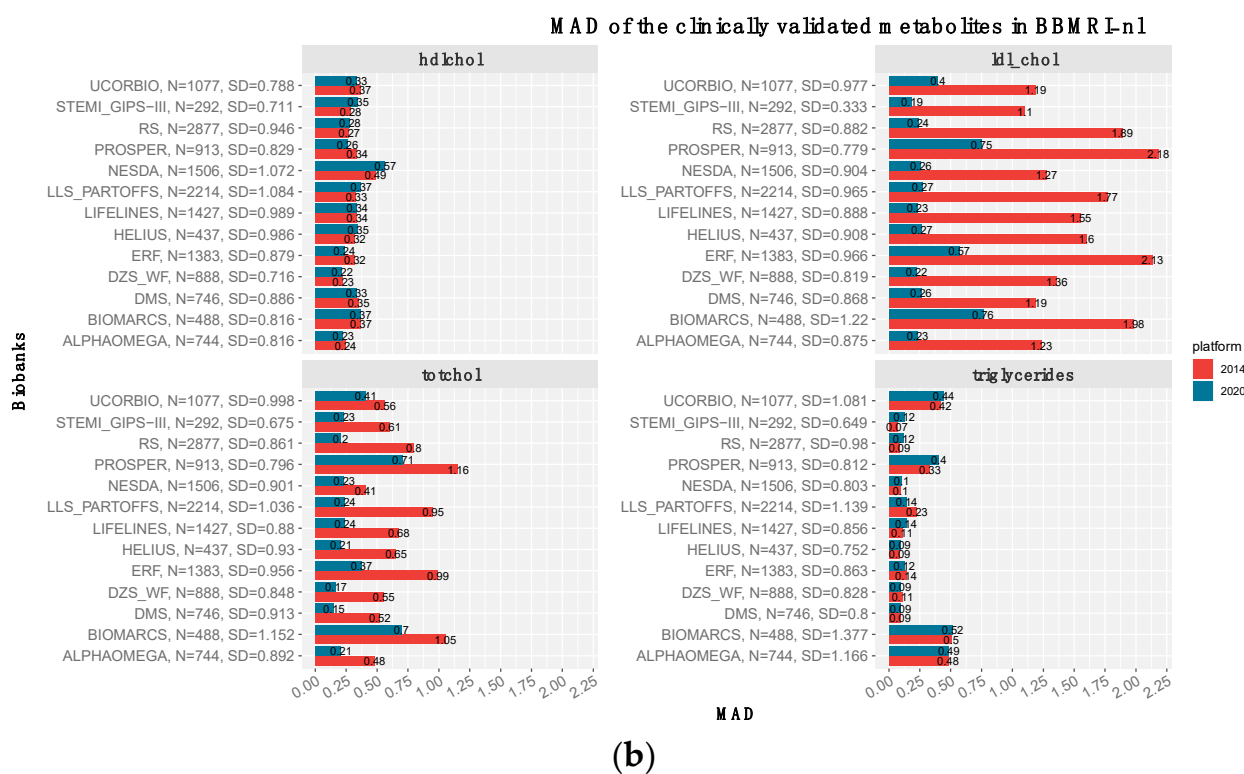 MAD of the clinically validated metabolites in BBMRI-nl
hdlchol
UCORBIO, N=1077, SD=0.788
0.33
0.37
STEMI_GIPS-III, N=292, SD=0.711
0.35
0.28
RS, N=2877, SD=0.946
0.28
0.27
PROSPER, N=913, SD=0.829
0.26
0.34
NESDA, N=1506, SD=1.072
0.57
0.49
LLS_PARTOFFS, N=2214, SD=1.084
0.37
0.33
LIFELINES, N=1427, SD=0.989
0.34
0.34
HELIUS, N=437, SD=0.986
0.35
0.32
ERF, N=1383, SD=0.879
0.24
0.32
DZS_WF, N=888, SD=0.716
0.22
0.23
DMS, N=746, SD=0.886
0.33
0.35
BIOMARCS, N=488, SD=0.816
0.37
0.37
ALPHAOMEGA, N=744, SD=0.816
0.23
0.24
ldl_chol
UCORBIO, N=1077, SD=0.977
0.4
1.19
STEMI_GIPS-III, N=292, SD=0.333
0.19
1.1
RS, N=2877, SD=0.882
0.24
1.89
PROSPER, N=913, SD=0.779
0.75
2.18
NESDA, N=1506, SD=0.904
0.26
1.27
LLS_PARTOFFS, N=2214, SD=0.965
0.27
1.77
LIFELINES, N=1427, SD=0.888
0.23
1.55
HELIUS, N=437, SD=0.908
0.27
1.6
ERF, N=1383, SD=0.966
0.57
2.13
DZS_WF, N=888, SD=0.819
0.22
1.36
DMS, N=746, SD=0.868
0.26
1.19
BIOMARCS, N=488, SD=1.22
0.76
1.98
ALPHAOMEGA, N=744, SD=0.875
0.23
1.23
totchol
UCORBIO, N=1077, SD=0.998
0.41
0.56
STEMI_GIPS-III, N=292, SD=0.675
0.23
0.61
RS, N=2877, SD=0.861
0.2
0.8
PROSPER, N=913, SD=0.796
0.71
1.16
NESDA, N=1506, SD=0.901
0.23
0.41
LLS_PARTOFFS, N=2214, SD=1.036
0.24
0.95
LIFELINES, N=1427, SD=0.88
0.24
0.68
HELIUS, N=437, SD=0.93
0.21
0.65
ERF, N=1383, SD=0.956
0.37
0.99
DZS_WF, N=888, SD=0.848
0.17
0.55
DMS, N=746, SD=0.913
0.15
0.52
BIOMARCS, N=488, SD=1.152
0.7
1.05
ALPHAOMEGA, N=744, SD=0.892
0.21
0.48
0.00 0.25 0.50 0.75 1.00 1.25 1.50 1.75 2.00 2.25
triglycerides
UCORBIO, N=1077, SD=1.081
0.44
0.42
STEMI_GIPS-III, N=292, SD=0.649
0.12
0.07
RS, N=2877, SD=0.98
0.12
0.09
PROSPER, N=913, SD=0.812
0.4
0.33
NESDA, N=1506, SD=0.803
0.1
0.1
LLS_PARTOFFS, N=2214, SD=1.139
0.14
0.23
LIFELINES, N=1427, SD=0.856
0.14
0.11
HELIUS, N=437, SD=0.752
0.09
0.09
ERF, N=1383, SD=0.863
0.12
0.14
DZS_WF, N=888, SD=0.828
0.09
0.11
DMS, N=746, SD=0.8
0.09
0.09
BIOMARCS, N=488, SD=1.377
0.52
0.5
ALPHAOMEGA, N=744, SD=1.166
0.49
0.48
0.00 0.25 0.50 0.75 1.00 1.25 1.50 1.75 2.00 2.25
Biobanks
MAD
platform
2014
2020
(b)